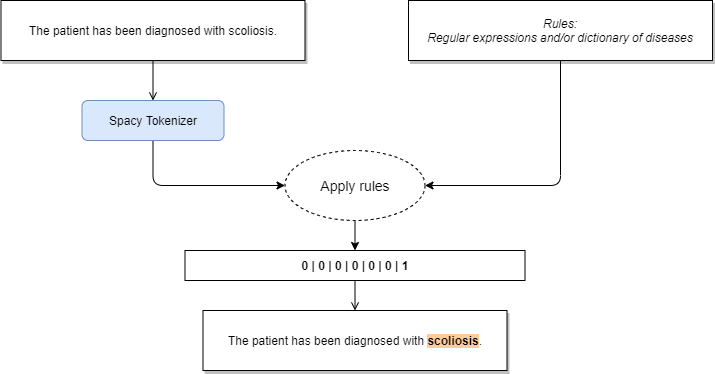 The patient has been diagnosed with scoliosis.
Rules:
Regular expressions and/or dictionary of diseases
Spacy Tokenizer
Apply rules
0 | 0 | 0 | 0 | 0 | 0 | 1
The patient has been diagnosed with scoliosis.